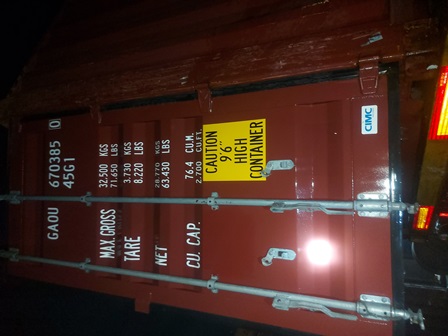 GAOU 670385 0
45G1
MAX.GROSS 32.500 KGS
71.650 LBS
TARE 3.730 KGS
8.220 LBS
NET 28.770 KGS
63.430 LBS
CU. CAP. 76.4 CU.M.
2.700 CU.FT.
CAUTION
9'6"
HIGH
CONTAINER
CIMC